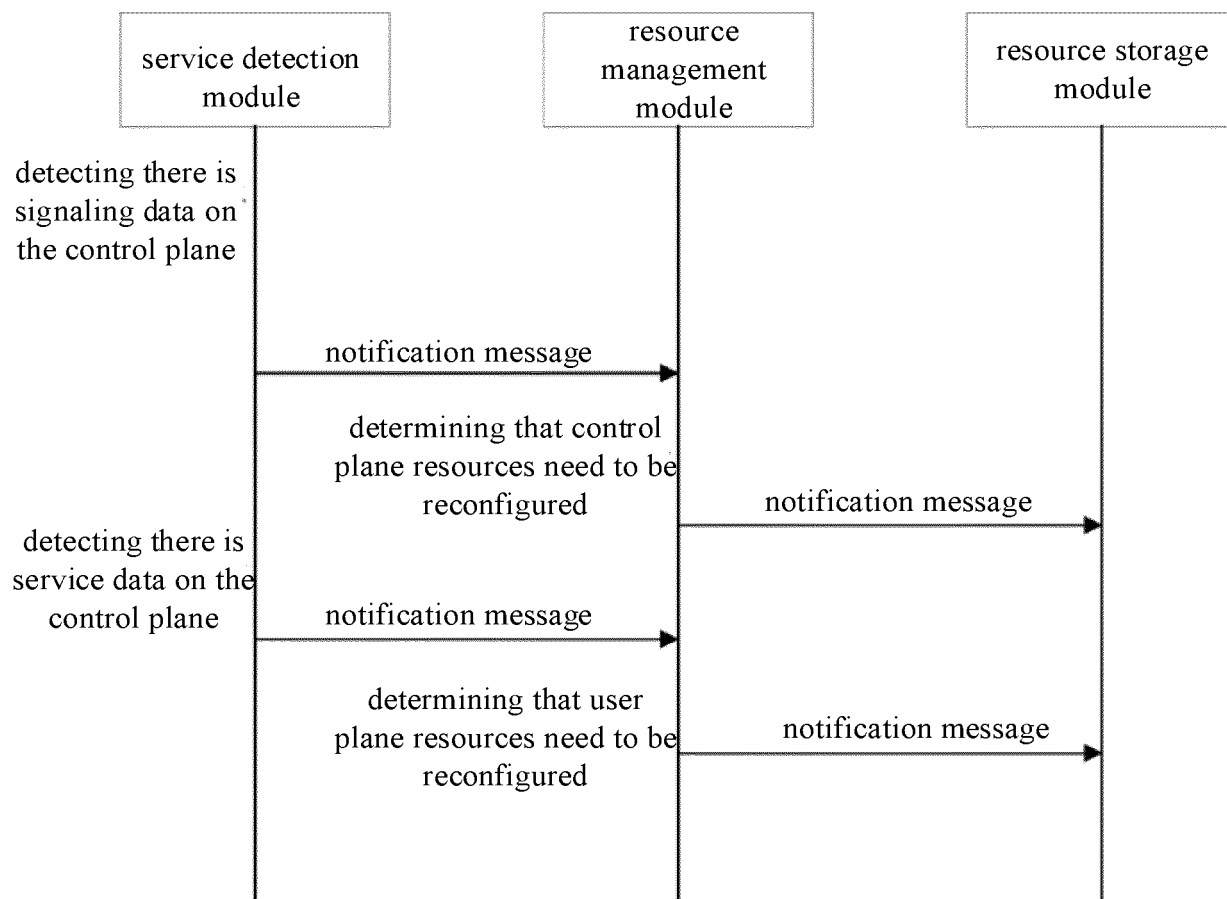 service detection
module
resource
management
module
resource storage
module
detecting there is
signaling data on
the control plane
notification message
determining that control
plane resources need to be
reconfigured
notification message
detecting there is
service data on the
control plane
notification message
determining that user
plane resources need to be
reconfigured
notification message